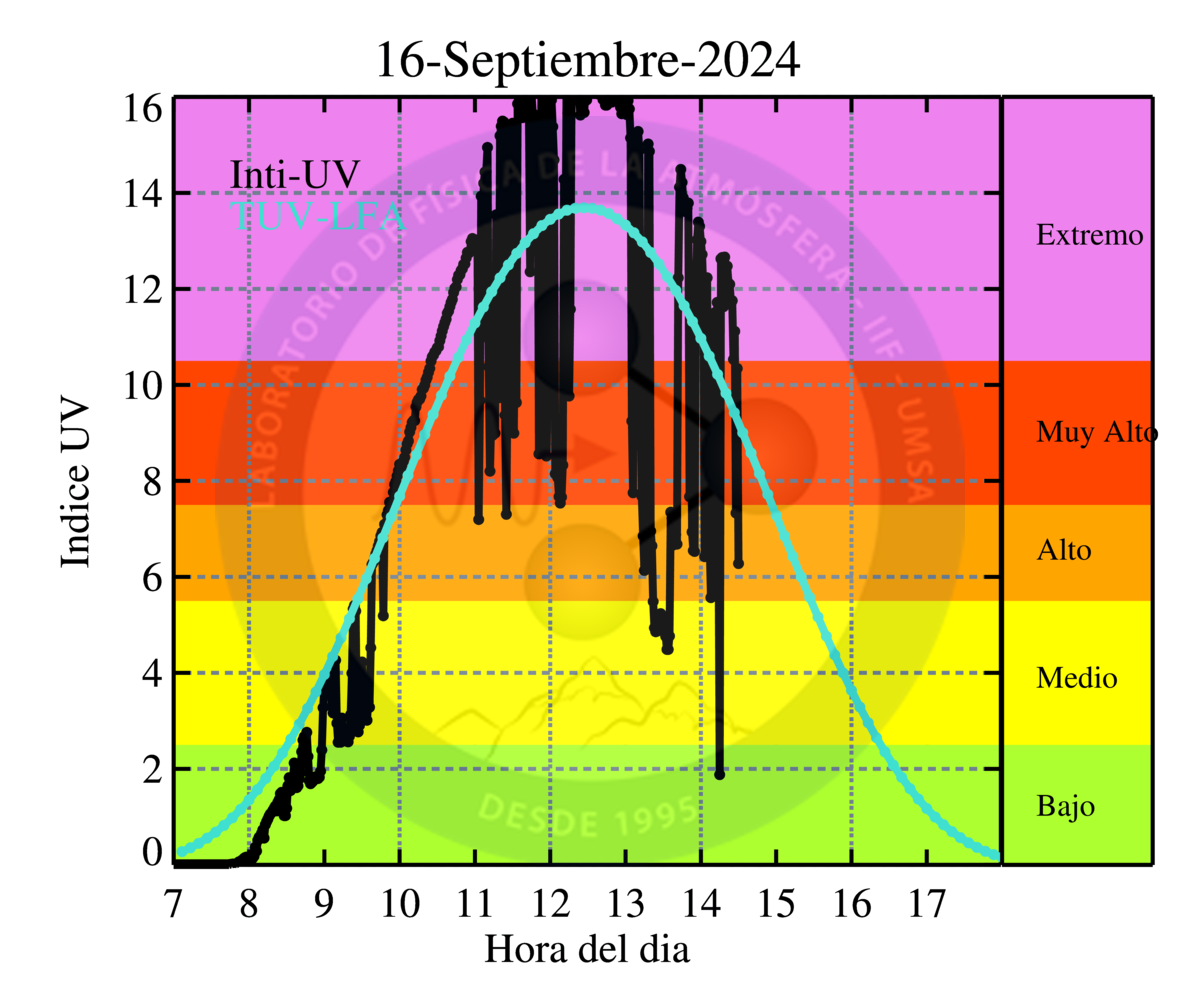 16-Septiembre-2024
Indice UV
16
14
12
10
8
6
4
2
0
Inti-UV
TUV-LFA
LABORATORIO DE FÍSICA DE LA ATMÓSFERA - IIF - UMSA
DESDE 1995
Extremo
Muy Alto
Alto
Medio
Bajo
7 8 9 10 11 12 13 14 15 16 17
Hora del dia